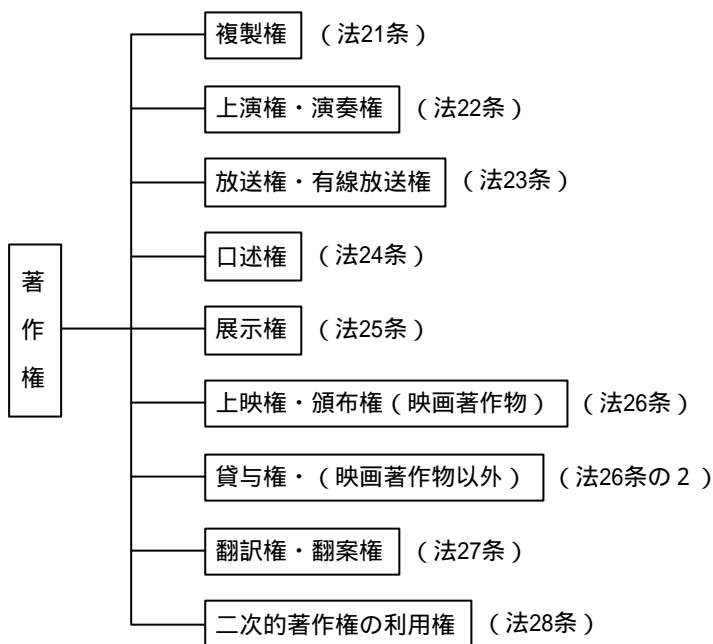 複製権 （法21条）
上演権・演奏権 （法22条）
放送権・有線放送権 （法23条）
口述権 （法24条）
著作権
展示権 （法25条）
上映権・頒布権（映画著作物） （法26条）
貸与権・（映画著作物以外） （法26条の２）
翻訳権・翻案権 （法27条）
二次的著作権の利用権 （法28条）